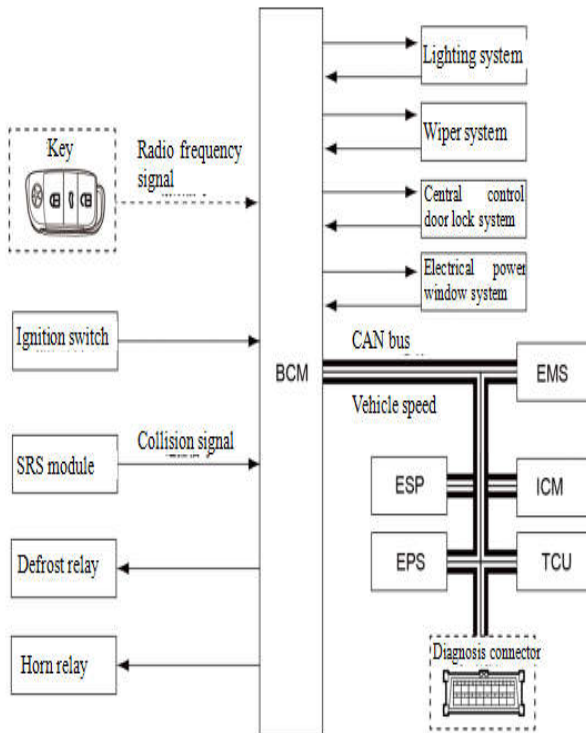 Key
Radio frequency
signal
Ignition switch
Collision signal
SRS module
Defrost relay
Horn relay
BCM
Lighting system
Wiper system
Central control
door lock system
Electrical power
window system
CAN bus
Vehicle speed
EMS
ESP
ICM
EPS
TCU
Diagnosis connector